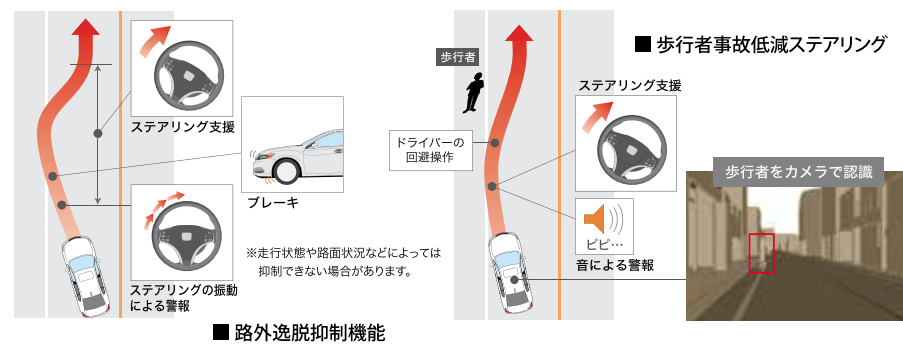 ステアリング支援
ブレーキ
ステアリングの振動
による警報
※走行状態や路面状況などによっては
抑制できない場合があります。
■ 路外逸脱抑制機能
■ 歩行者事故低減ステアリング
歩行者
ステアリング支援
ドライバーの
回避操作
歩行者をカメラで認識
ピピ…
音による警報